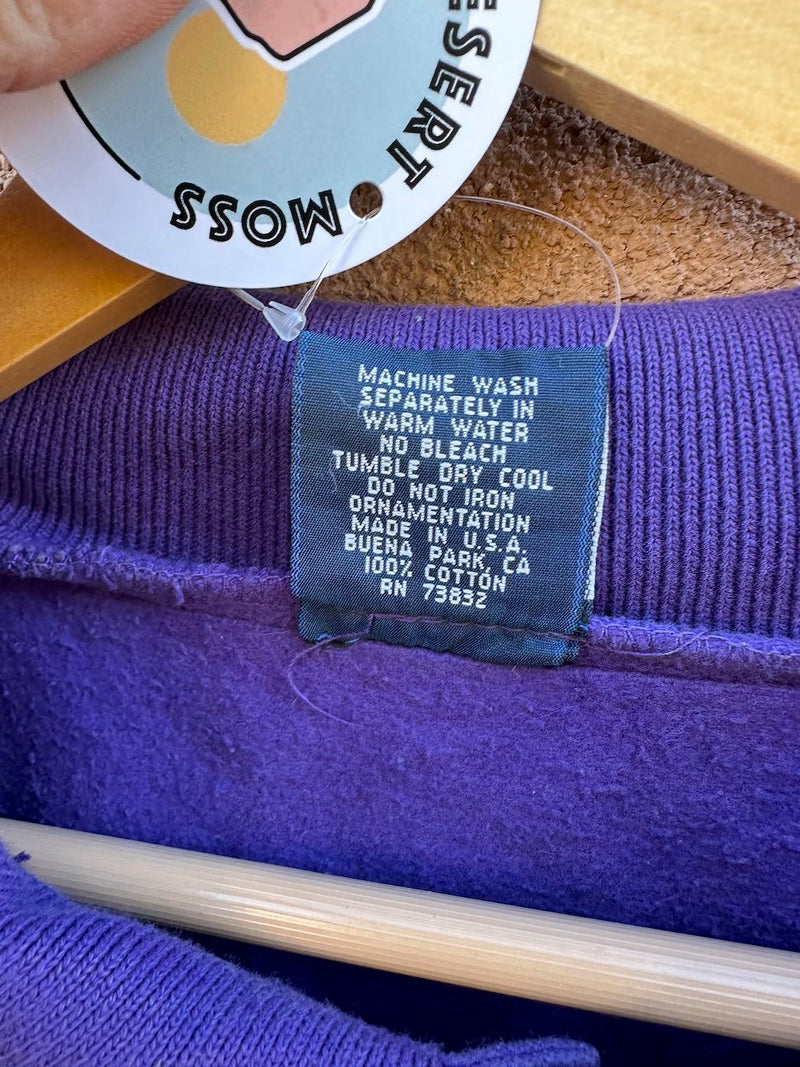 DESERT
MOSS
MACHINE WASH
SEPARATELY IN
WARM WATER
NO BLEACH
TUMBLE DRY COOL
DO NOT IRON
ORNAMENTATION
MADE IN U.S.A.
BUENA PARK, CA
100% COTTON
RN 73832